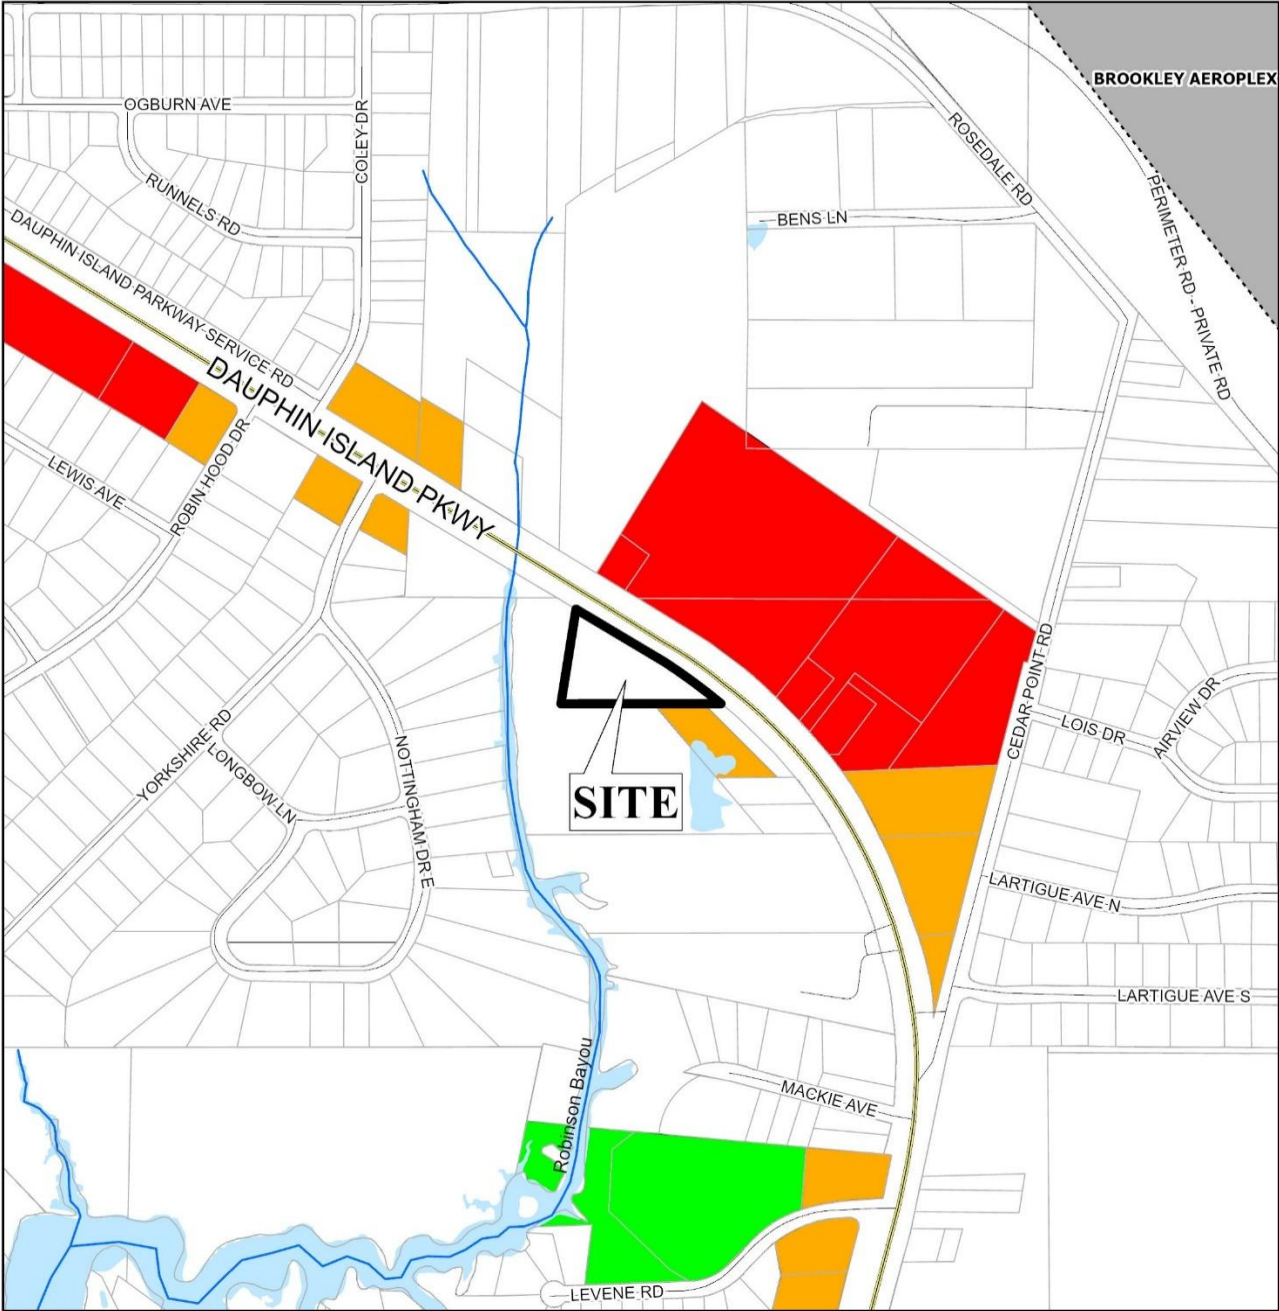 BROOKLEY AEROPLEX
OGBURN AVE
COLEY DR
ROSEDALE RD
RUNNELS RD
PERIMETER RD - PRIVATE RD
BENS LN
DAUPHIN ISLAND PARKWAY SERVICE RD
DAUPHIN ISLAND PKWY
LEWIS AVE
ROBIN HOOD DR
CEDAR POINT RD
AIRVIEW DR
LOIS DR
YORKSHIRE RD
LONGBOW LN
NOTTINGHAM DR E
SITE
LARTIGUE AVE N
LARTIGUE AVE S
Robinson Bayou
MACKIE AVE
LEVENE RD